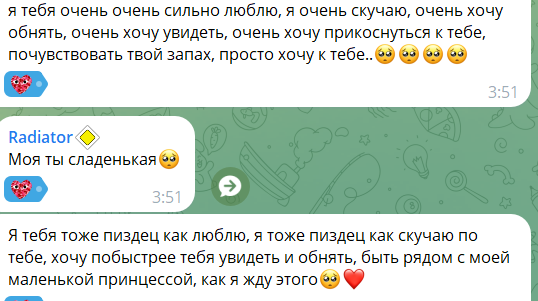 я тебя очень очень сильно люблю, я очень скучаю, очень хочу
обнять, очень хочу увидеть, очень хочу прикоснуться к тебе,
почувствовать твой запах, просто хочу к тебе..🥺🥺🥺🥺
3:51
Radiator
Моя ты сладенькая🥺
3:51
Я тебя тоже пиздец как люблю, я тоже пиздец как скучаю по
тебе, хочу побыстрее тебя увидеть и обнять, быть рядом с моей
маленькой принцессой, как я жду этого🥺❤️